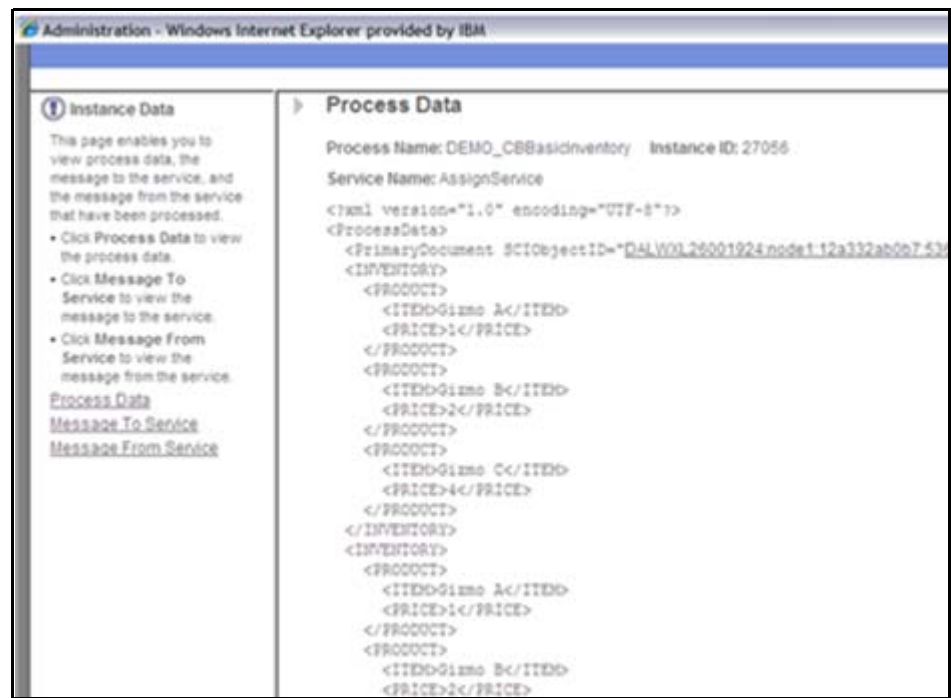 Administration - Windows Internet Explorer provided by IBM
Instance Data
This page enables you to
view process data, the
message to the service, and
the message from the service
that have been processed.
• Click Process Data to view
the process data.
• Click Message To
Service to view the
message to the service.
• Click Message From
Service to view the
message from the service.
Process Data
Message To Service
Message From Service
Process Data
Process Name: DEMO_CBBasicInventory Instance ID: 27056
Service Name: AssignService
<?xml version="1.0" encoding="UTF-8"?>
<ProcessData>
<PrimaryDocument SCIObjectID="DALWXL26001924:node1:12a332ab0b7:536
<INVENTORY>
<PRODUCT>
<ITEM>Gizmo A</ITEM>
<PRICE>1</PRICE>
</PRODUCT>
<PRODUCT>
<ITEM>Gizmo B</ITEM>
<PRICE>2</PRICE>
</PRODUCT>
<PRODUCT>
<ITEM>Gizmo C</ITEM>
<PRICE>4</PRICE>
</PRODUCT>
</INVENTORY>
<INVENTORY>
<PRODUCT>
<ITEM>Gizmo A</ITEM>
<PRICE>1</PRICE>
</PRODUCT>
<PRODUCT>
<ITEM>Gizmo B</ITEM>
<PRICE>2</PRICE>